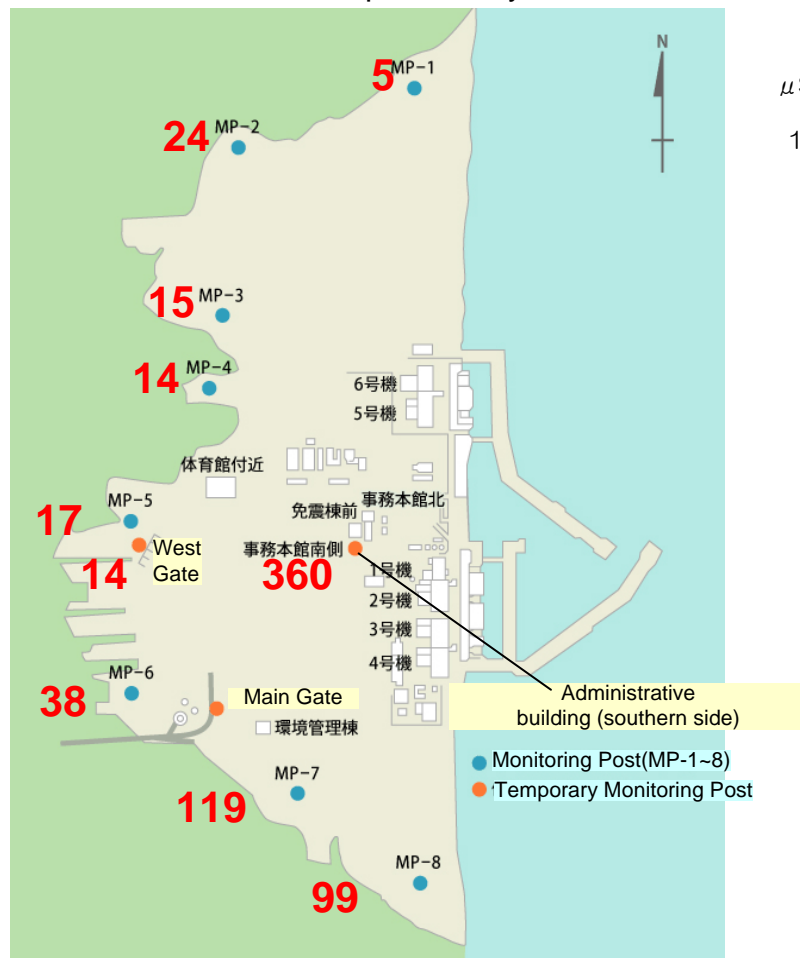 5 MP-1
N
24 MP-2
15 MP-3
14 MP-4
6号機
5号機
体育館付近
事務本館北
免震棟前
17 MP-5
West
Gate
14
事務本館南側
360
1号機
2号機
3号機
4号機
38 MP-6
Main Gate
Administrative
building (southern side)
環境管理棟
Monitoring Post(MP-1~8)
Temporary Monitoring Post
MP-7
119
MP-8
99
μ
1